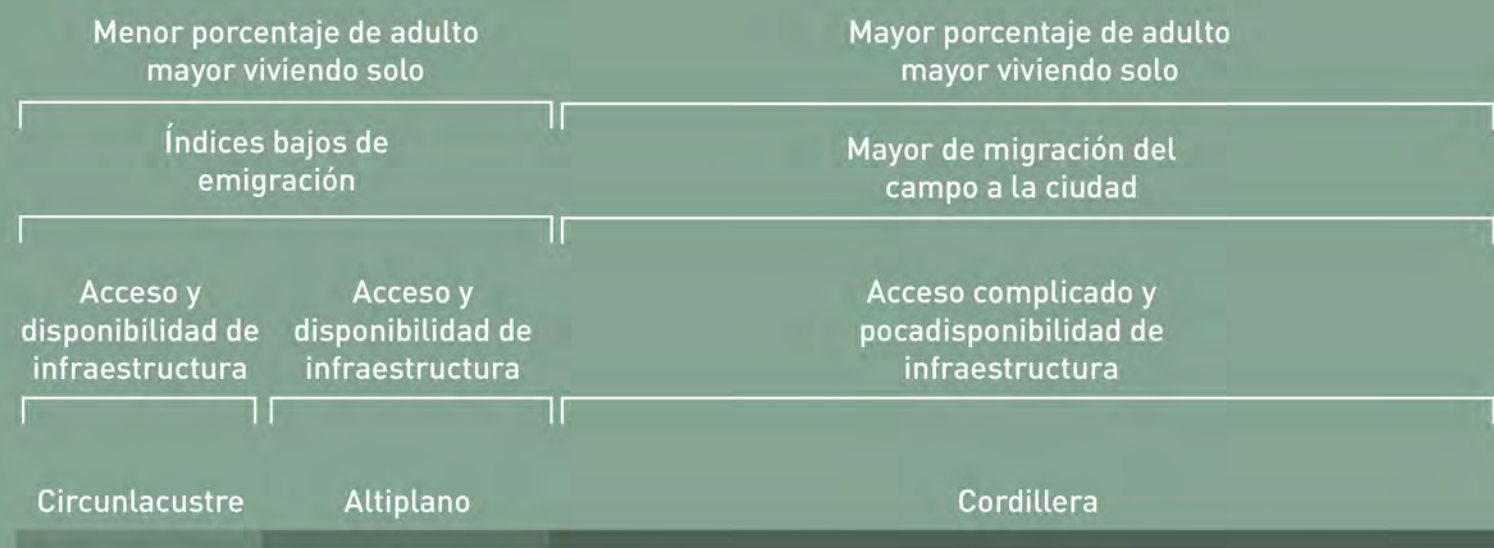 Menor porcentaje de adulto
mayor viviendo solo
Mayor porcentaje de adulto
mayor viviendo solo
Índices bajos de
emigración
Mayor de migración del
campo a la ciudad
Acceso y
disponibilidad de
infraestructura
Acceso y
disponibilidad de
infraestructura
Acceso complicado y
pocadisponibilidad de
infraestructura
Circunlacustre
Altiplano
Cordillera